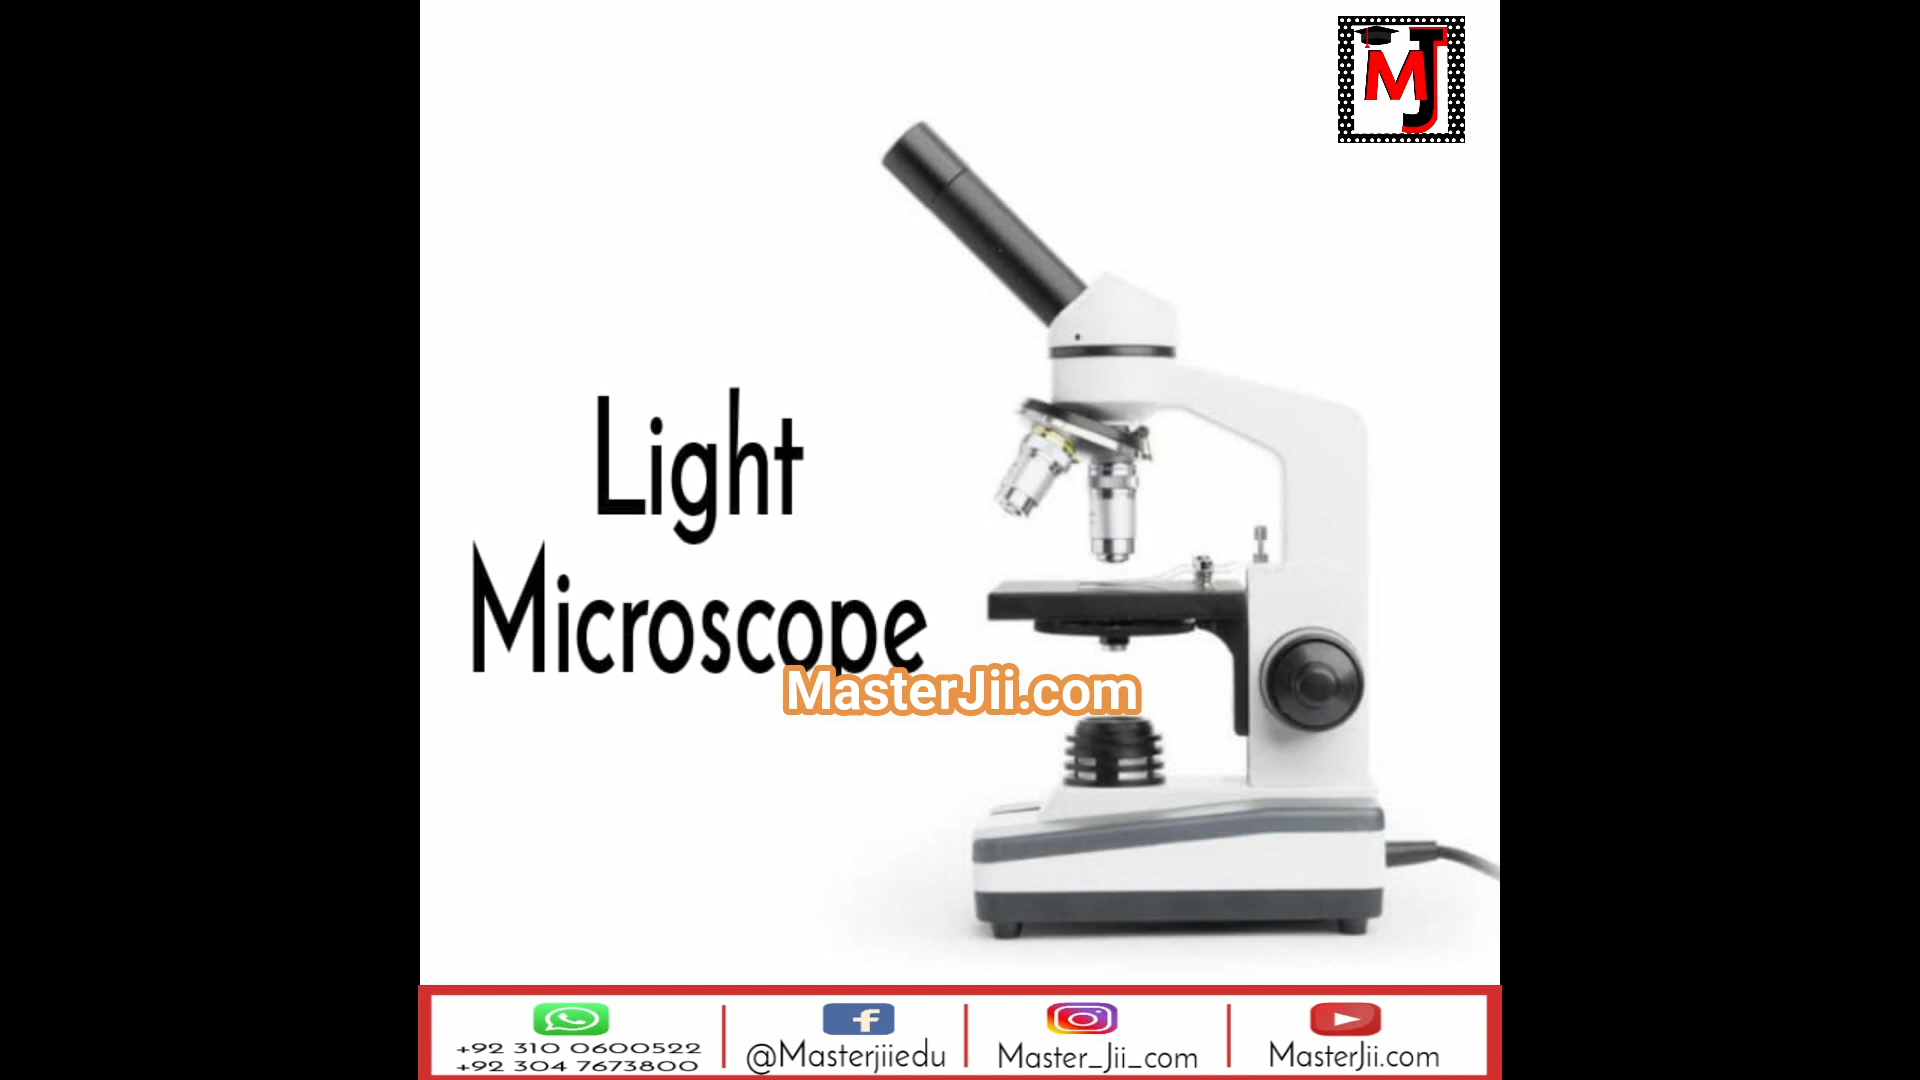 MJ
Light
Microscope
MasterJii.com
+92 310 0600522
+92 304 7673800
@Masterjiiedu
Master_Jii_com
MasterJii.com